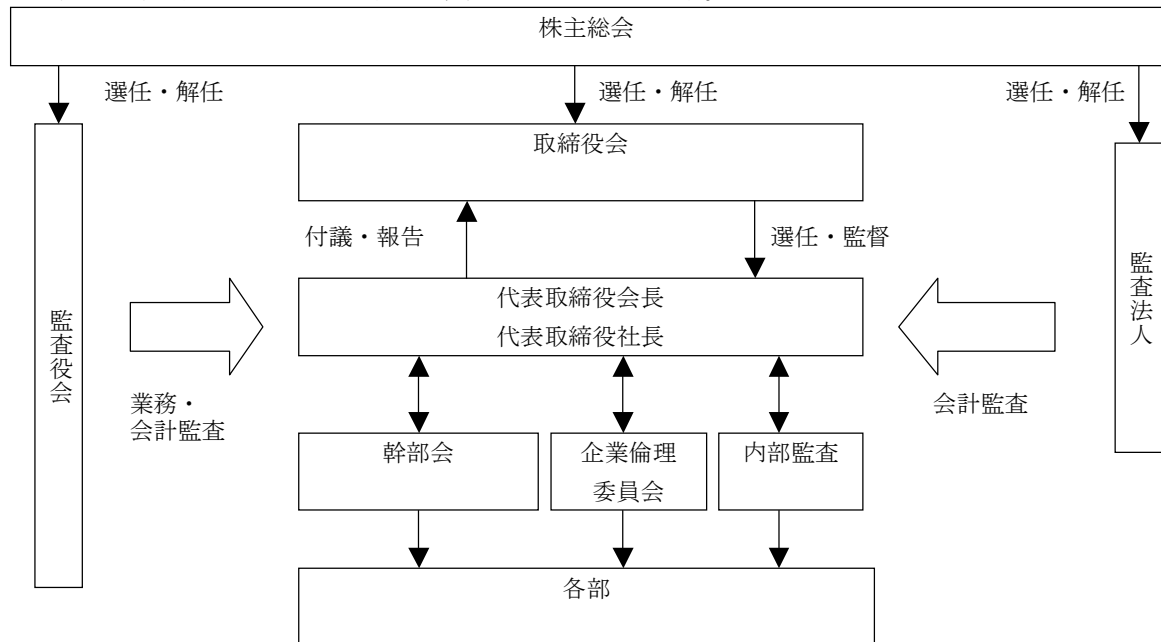 株主総会
選任・解任
選任・解任
選任・解任
取締役会
付議・報告
選任・監督
監査役会
代表取締役会長
代表取締役社長
監査法人
業務・
会計監査
会計監査
幹部会
企業倫理
委員会
内部監査
各部